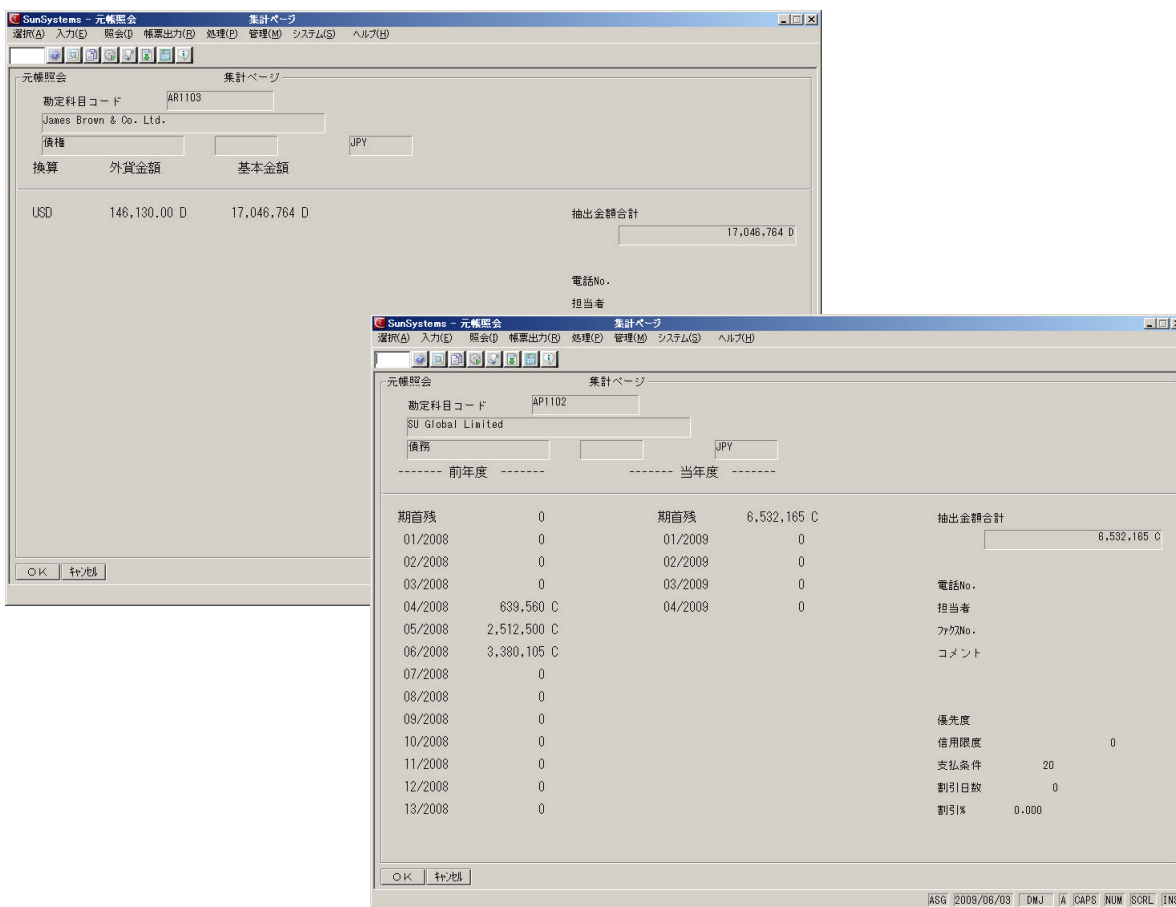 SunSystems - 元帳照会 集計ページ
選択(A) 入力(E) 照会(I) 帳票出力(R) 処理(P) 管理(M) システム(S) ヘルプ(H)
元帳照会 集計ページ
勘定科目コード AR1103
James Brown & Co. Ltd.
債権 JPY
換算 外貨金額 基本金額
USD 146,130.00 D 17,046,764 D
抽出金額合計
17,046,764 D
電話No.
担当者
OK キャンセル
SunSystems - 元帳照会 集計ページ
選択(A) 入力(E) 照会(I) 帳票出力(R) 処理(P) 管理(M) システム(S) ヘルプ(H)
元帳照会 集計ページ
勘定科目コード AP1102
SU Global Limited
債務 JPY
------- 前年度 ------- ------- 当年度 -------
期首残 0 期首残 6,532,165 C 抽出金額合計
01/2008 0 01/2009 0 6,532,165 C
02/2008 0 02/2009 0
03/2008 0 03/2009 0 電話No.
04/2008 639,560 C 04/2009 0 担当者
05/2008 2,512,500 C ファクスNo.
06/2008 3,380,105 C コメント
07/2008 0
08/2008 0
09/2008 0 優先度
10/2008 0 信用限度 0
11/2008 0 支払条件 20
12/2008 0 割引日数 0
13/2008 0 割引% 0.000
OK キャンセル
ASG 2009/06/03 DMJ A CAPS NUM SCRL INS